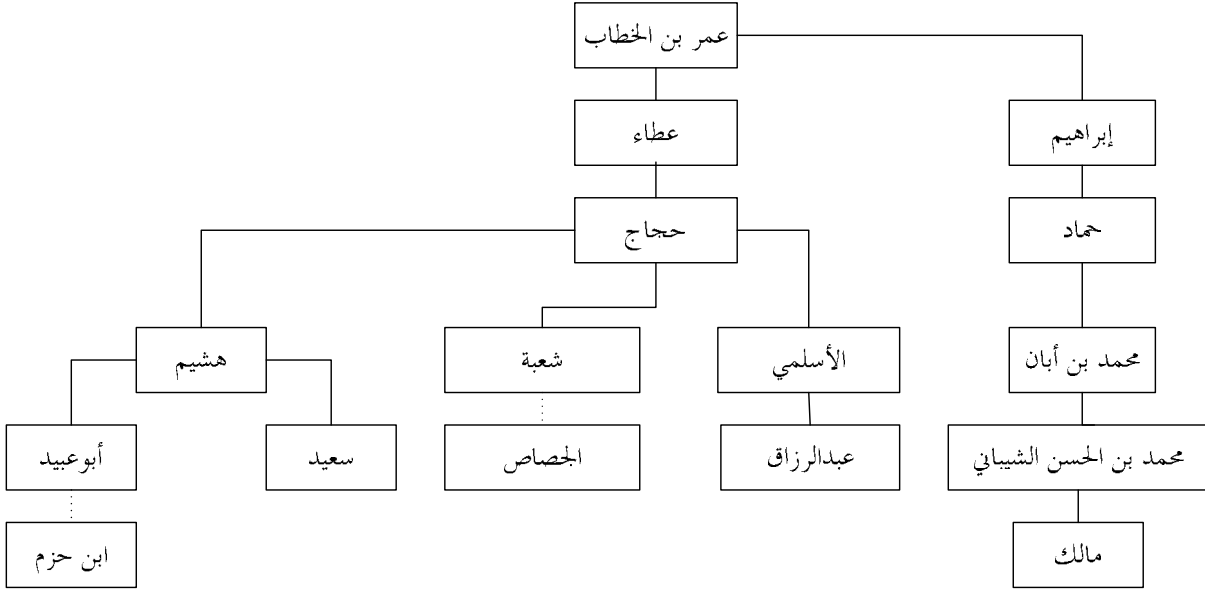 عمر بن الخطاب
إبراهيم
عطاء
حماد
حجاج
محمد بن أبان
الأسلمي
شعبة
هشيم
محمد بن الحسن الشيباني
عبدالرزاق
الجصاص
سعيد
أبوعبيد
مالك
ابن حزم